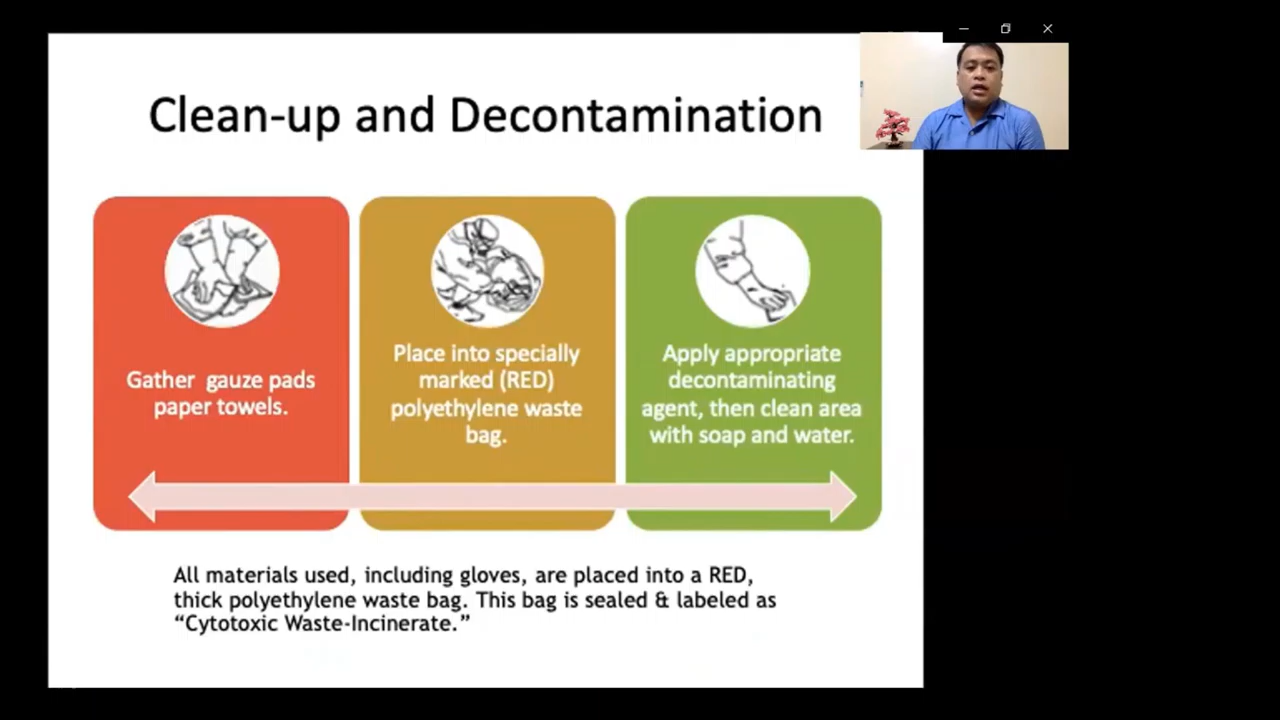 Clean-up and Decontamination
Gather gauze pads
paper towels.
Place into specially
marked (RED)
polyethylene waste
bag.
Apply appropriate
decontaminating
agent, then clean area
with soap and water.
All materials used, including gloves, are placed into a RED,
thick polyethylene waste bag. This bag is sealed & labeled as
“Cytotoxic Waste-Incinerate.”